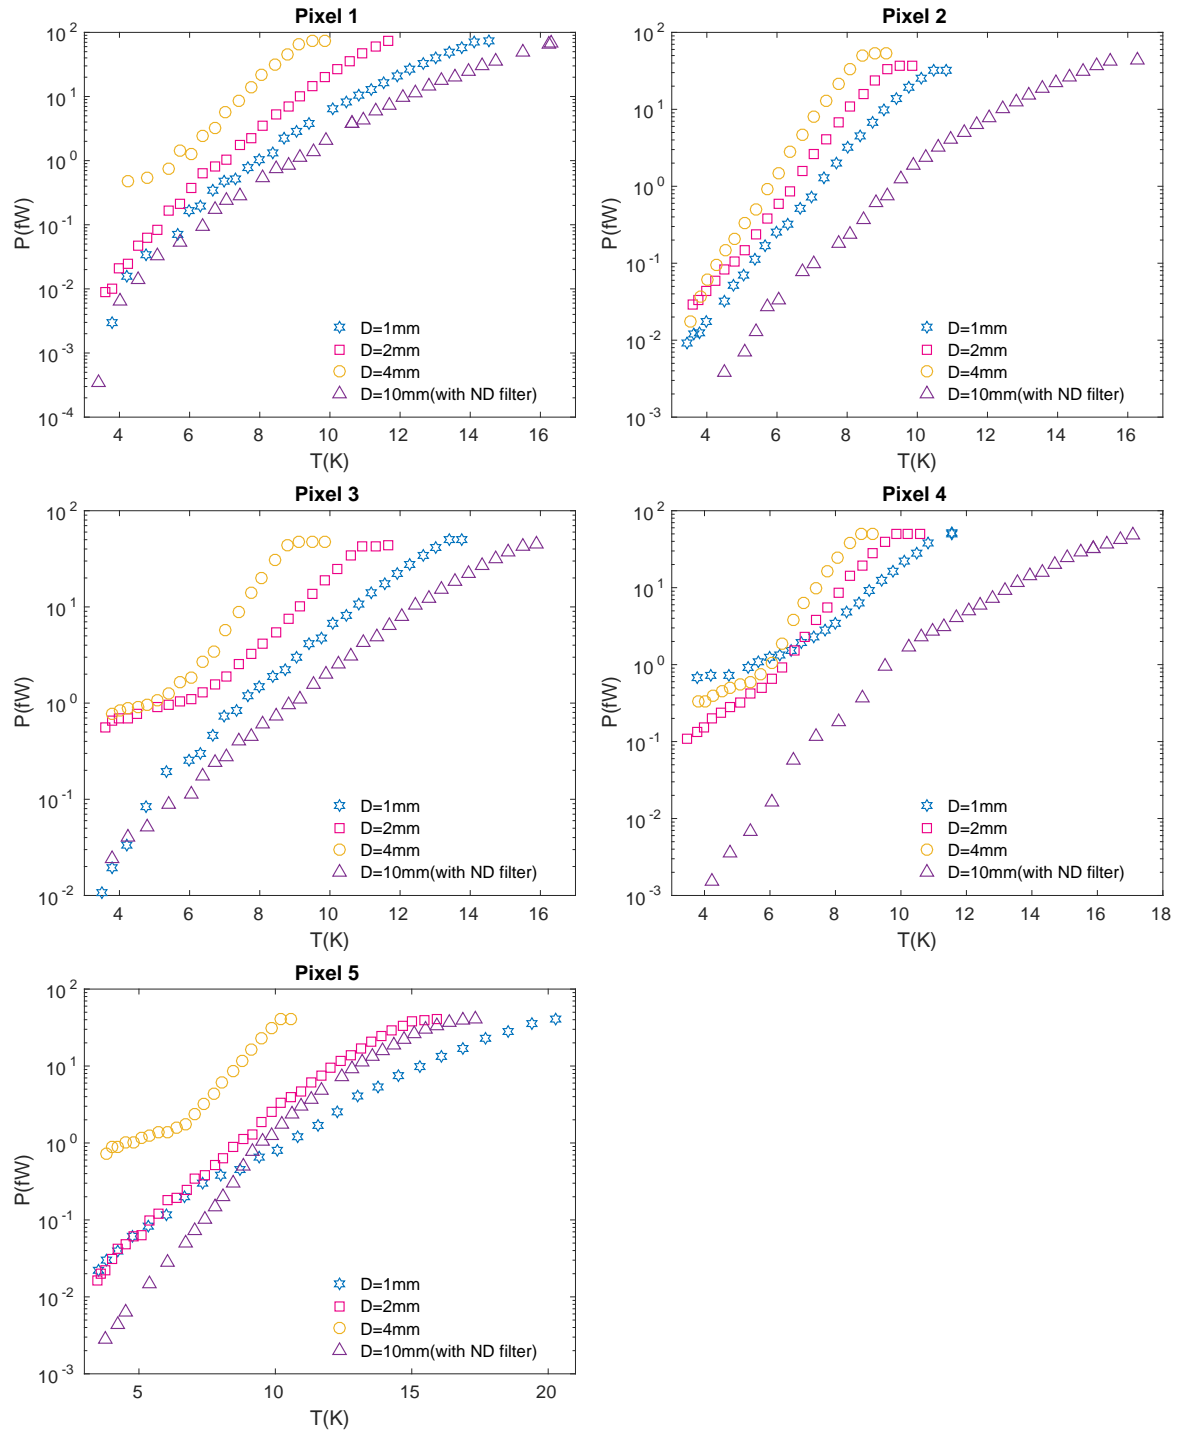 Pixel 1
P(fW)
10^2
10^1
10^0
10^-1
10^-2
10^-3
10^-4
D=1mm
D=2mm
D=4mm
D=10mm(with ND filter)
4 6 8 10 12 14 16
T(K)
Pixel 2
P(fW)
10^2
10^1
10^0
10^-1
10^-2
10^-3
D=1mm
D=2mm
D=4mm
D=10mm(with ND filter)
4 6 8 10 12 14 16
T(K)
Pixel 3
P(fW)
10^2
10^1
10^0
10^-1
10^-2
D=1mm
D=2mm
D=4mm
D=10mm(with ND filter)
4 6 8 10 12 14 16
T(K)
Pixel 4
P(fW)
10^2
10^1
10^0
10^-1
10^-2
10^-3
D=1mm
D=2mm
D=4mm
D=10mm(with ND filter)
4 6 8 10 12 14 16 18
T(K)
Pixel 5
P(fW)
10^2
10^1
10^0
10^-1
10^-2
10^-3
D=1mm
D=2mm
D=4mm
D=10mm(with ND filter)
5 10 15 20
T(K)